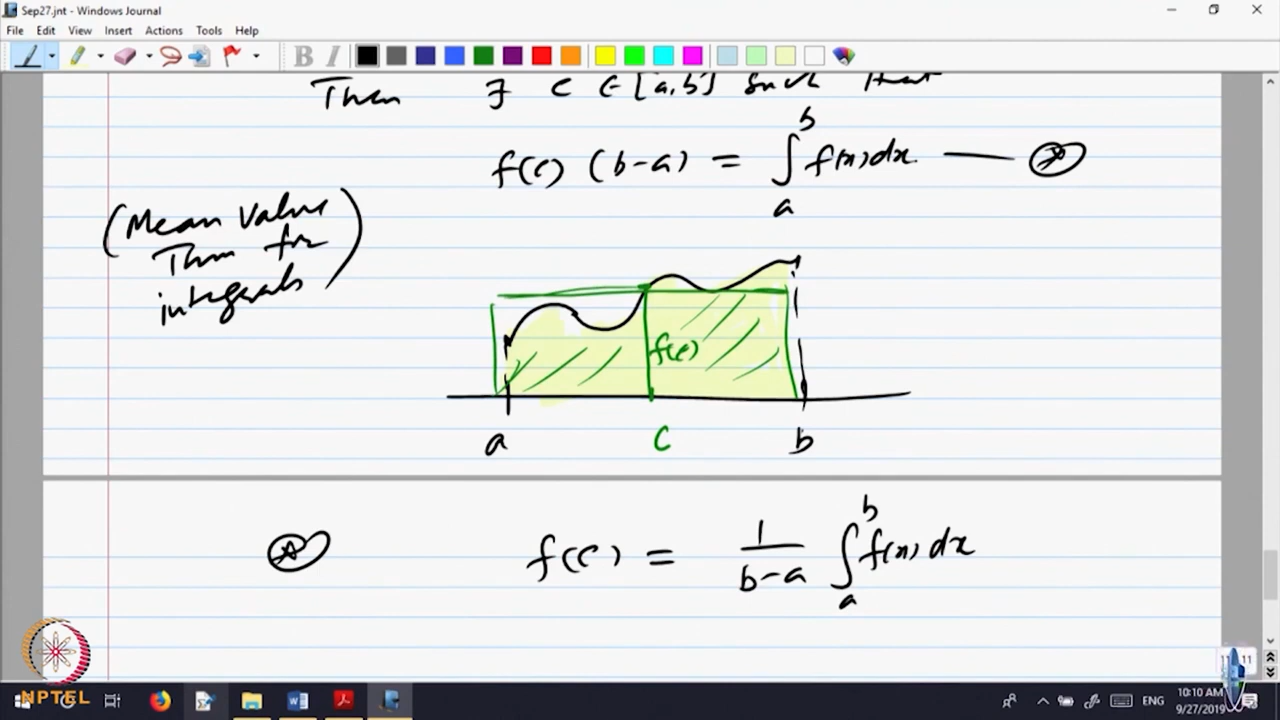 Sep27.jnt - Windows Journal
File Edit View Insert Actions Tools Help
Then ∃ c ∈ [a,b] such that
f(c) (b-a) = ∫_a^b f(x)dx — ⊛
(Mean Value
Thm for
integrals)
f(c)
a c b
⊛ f(c) = 1/(b-a) ∫_a^b f(x)dx
NPTEL
ENG
10:10 AM
9/27/2019